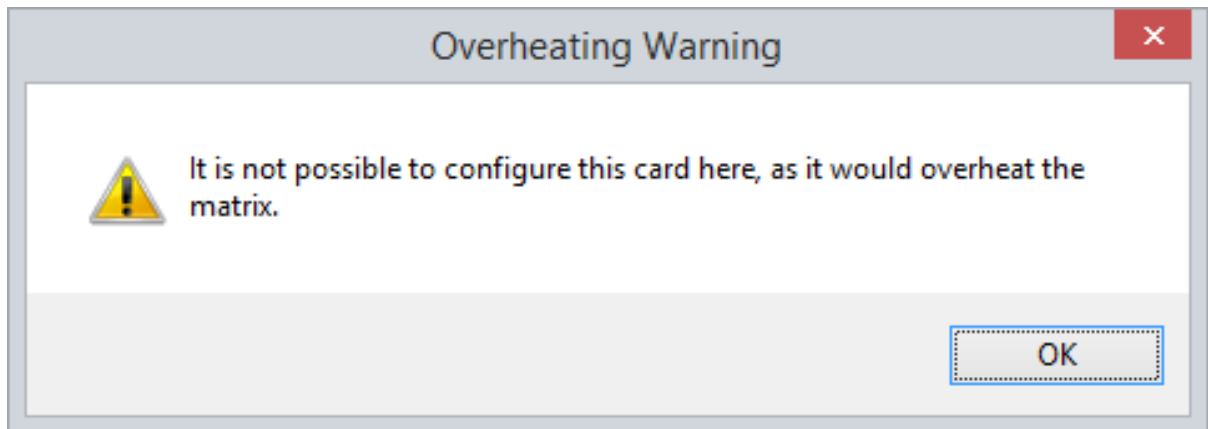 Overheating Warning
It is not possible to configure this card here, as it would overheat the
matrix.
OK